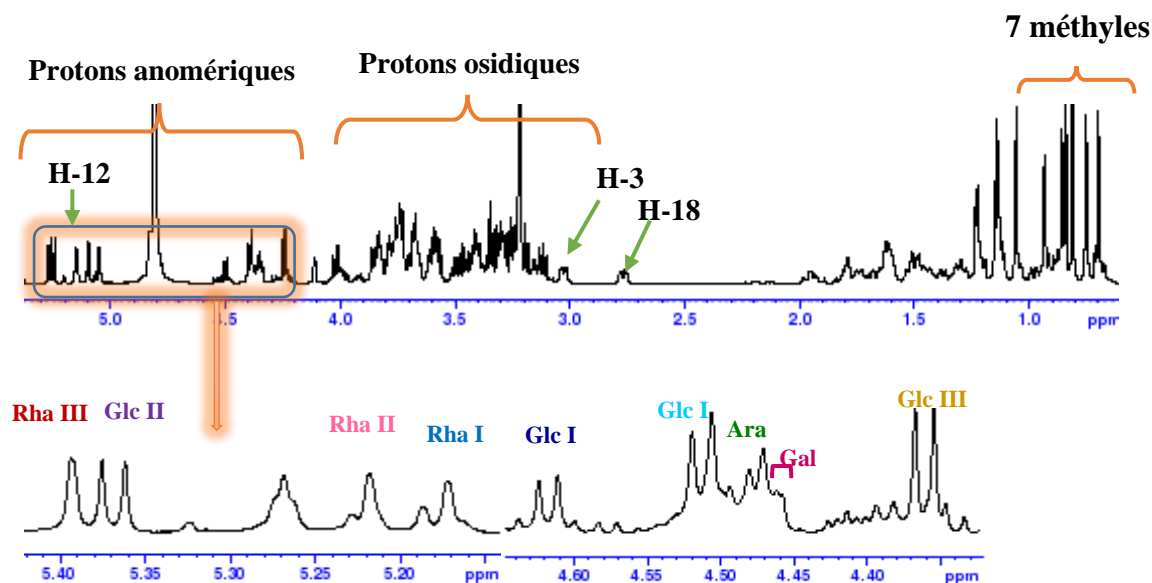 7 méthyles
Protons anomériques
Protons osidiques
H-12
H-3
H-18
5.0 4.5 4.0 3.5 3.0 2.5 2.0 1.5 1.0 ppm
Rha III
Glc II
Rha II
Rha I
Glc I
Glc I
Ara
Gal
Glc III
5.40 5.35 5.30 5.25 5.20 ppm
4.60 4.55 4.50 4.45 4.40 ppm